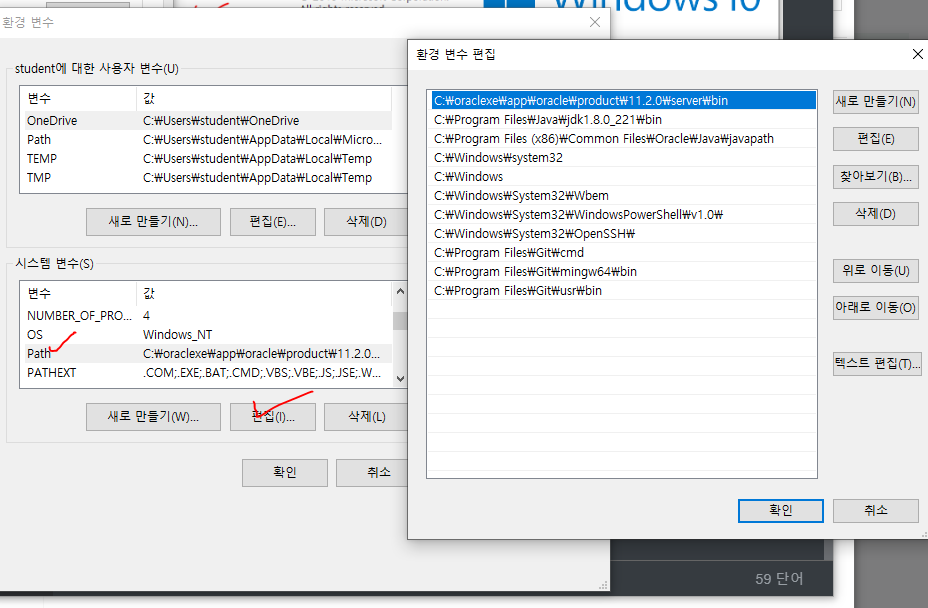 Windows 10
환경 변수
student에 대한 사용자 변수(U)
변수 값
OneDrive C:₩Users₩student₩OneDrive
Path C:₩Users₩student₩AppData₩Local₩Micro...
TEMP C:₩Users₩student₩AppData₩Local₩Temp
TMP C:₩Users₩student₩AppData₩Local₩Temp
새로 만들기(N)... 편집(E)... 삭제(D)
시스템 변수(S)
변수 값
NUMBER_OF_PRO... 4
OS Windows_NT
Path C:₩oraclexe₩app₩oracle₩product₩11.2.0...
PATHEXT .COM;.EXE;.BAT;.CMD;.VBS;.VBE;.JS;.JSE;.W...
새로 만들기(W)... 편집(I)... 삭제(L)
확인 취소
환경 변수 편집
C:₩oraclexe₩app₩oracle₩product₩11.2.0₩server₩bin
C:₩Program Files₩Java₩jdk1.8.0_221₩bin
C:₩Program Files (x86)₩Common Files₩Oracle₩Java₩javapath
C:₩Windows₩system32
C:₩Windows
C:₩Windows₩System32₩Wbem
C:₩Windows₩System32₩WindowsPowerShell₩v1.0₩
C:₩Windows₩System32₩OpenSSH₩
C:₩Program Files₩Git₩cmd
C:₩Program Files₩Git₩mingw64₩bin
C:₩Program Files₩Git₩usr₩bin
새로 만들기(N)
편집(E)
찾아보기(B)...
삭제(D)
위로 이동(U)
아래로 이동(O)
텍스트 편집(T)...
확인 취소
59 단어